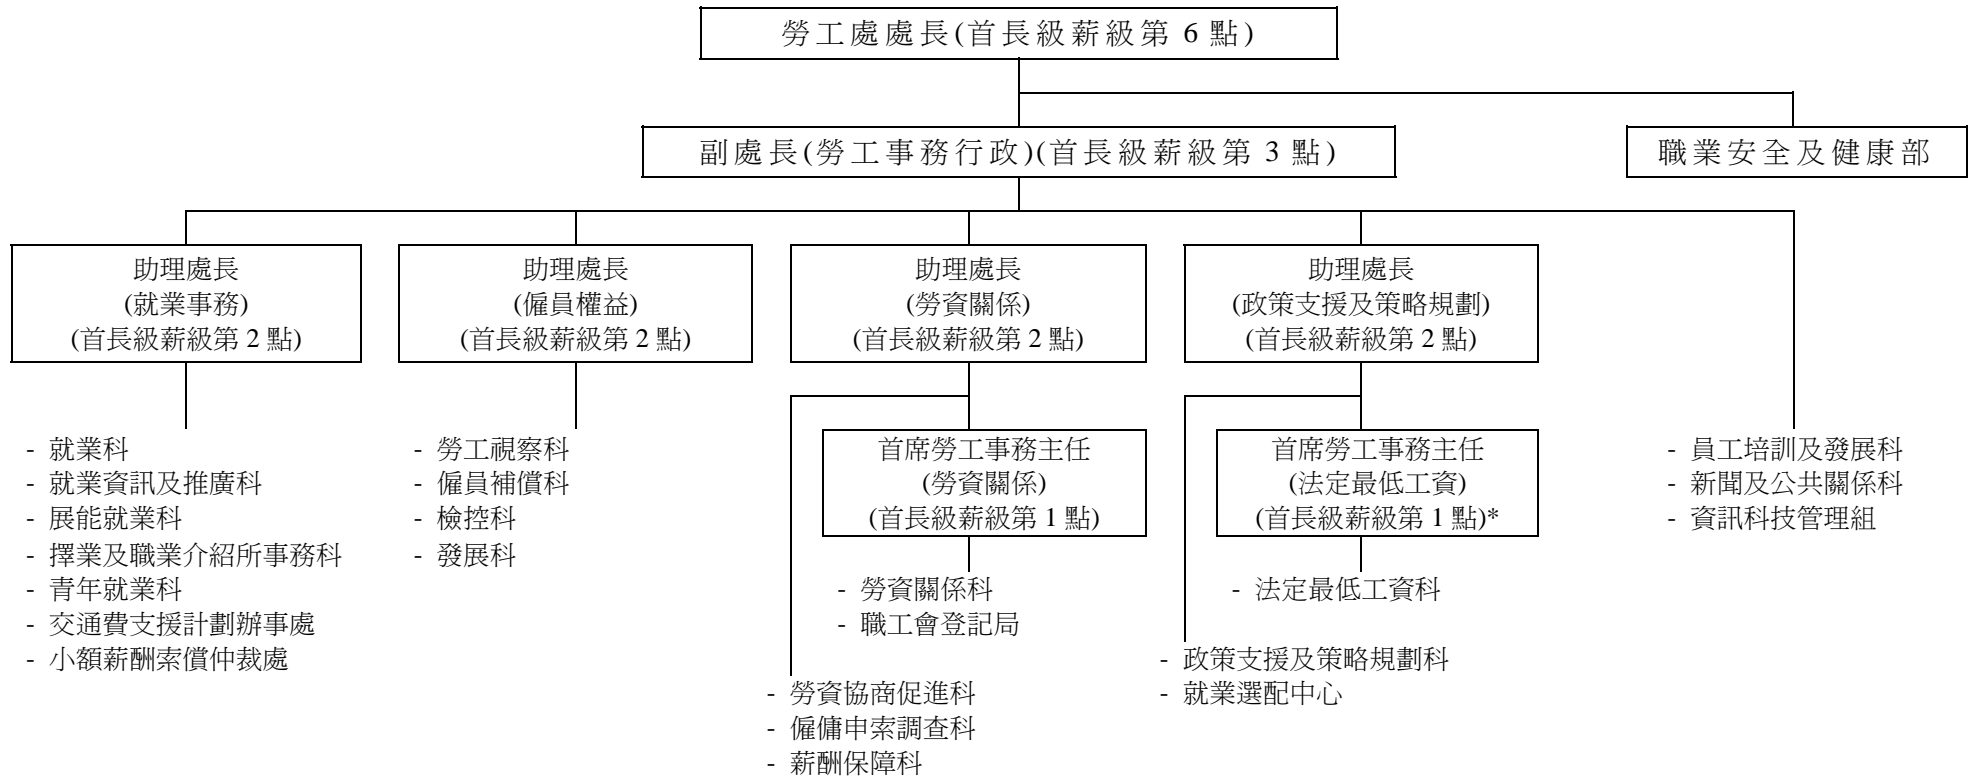 勞工處處長(首長級薪級第 6 點)
副處長(勞工事務行政)(首長級薪級第 3 點)
職業安全及健康部
助理處長
(就業事務)
(首長級薪級第 2 點)
助理處長
(僱員權益)
(首長級薪級第 2 點)
助理處長
(勞資關係)
(首長級薪級第 2 點)
助理處長
(政策支援及策略規劃)
(首長級薪級第 2 點)
- 就業科
- 就業資訊及推廣科
- 展能就業科
- 擇業及職業介紹所事務科
- 青年就業科
- 交通費支援計劃辦事處
- 小額薪酬索償仲裁處
- 勞工視察科
- 僱員補償科
- 檢控科
- 發展科
首席勞工事務主任
(勞資關係)
(首長級薪級第 1 點)
- 勞資關係科
- 職工會登記局
- 勞資協商促進科
- 僱傭申索調查科
- 薪酬保障科
首席勞工事務主任
(法定最低工資)
(首長級薪級第 1 點)*
- 法定最低工資科
- 政策支援及策略規劃科
- 就業選配中心
- 員工培訓及發展科
- 新聞及公共關係科
- 資訊科技管理組